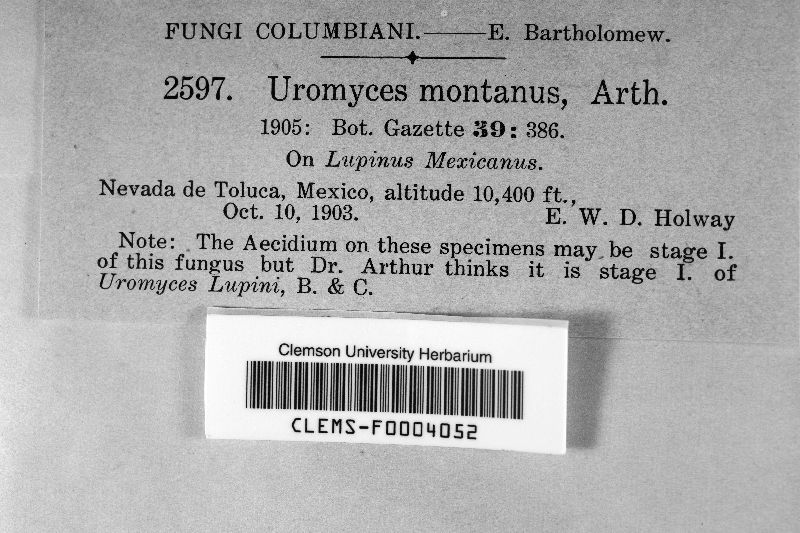 FUNGI COLUMBIANI.——E. Bartholomew.
2597. Uromyces montanus, Arth.
1905: Bot. Gazette 39: 386.
On Lupinus Mexicanus.
Nevada de Toluca, Mexico, altitude 10,400 ft.,
Oct. 10, 1903. E. W. D. Holway
Note: The Aecidium on these specimens may be stage I.
of this fungus but Dr. Arthur thinks it is stage I. of
Uromyces Lupini, B. & C.
Clemson University Herbarium
CLEMS-F0004052